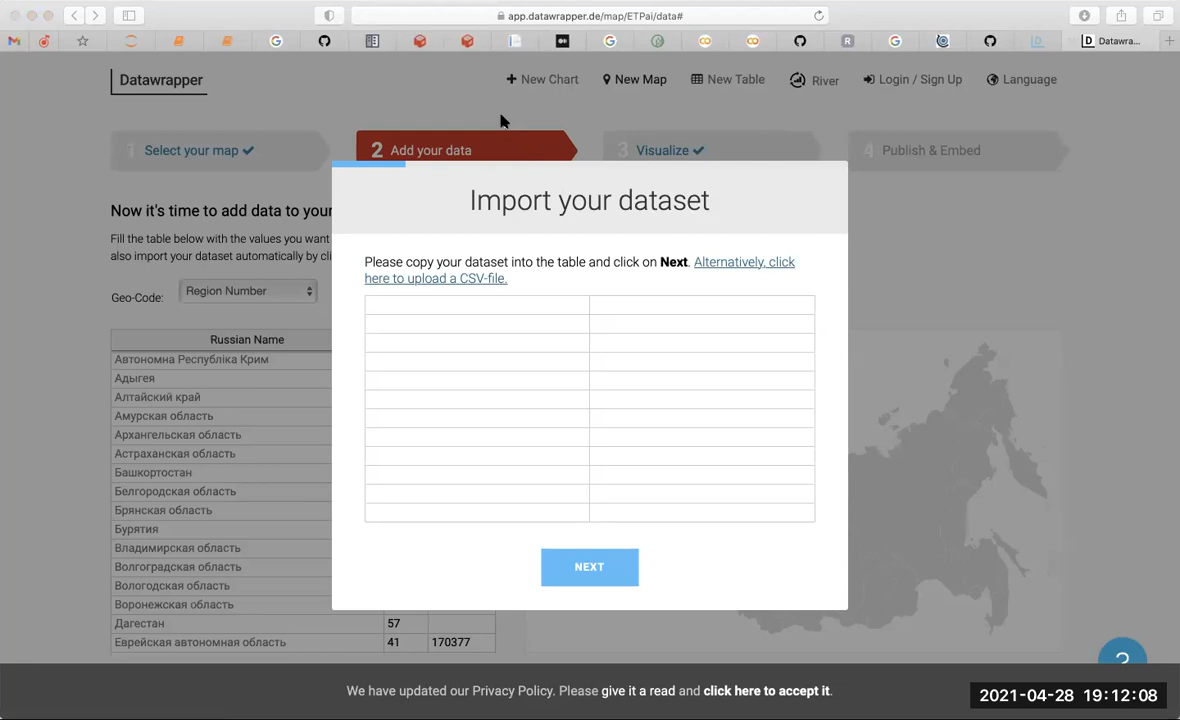 app.datawrapper.de/map/ETPai/data#
Datawra...
Datawrapper
New Chart
New Map
New Table
River
Login / Sign Up
Language
1 Select your map
2 Add your data
3 Visualize
4 Publish & Embed
Import your dataset
Now it's time to add data to your
Fill the table below with the values you want
also import your dataset automatically by cli
Please copy your dataset into the table and click on Next. Alternatively, click
here to upload a CSV-file.
Geo-Code:
Region Number
Russian Name
Автономна Республіка Крим
Адыгея
Алтайский край
Амурская область
Архангельская область
Астраханская область
Башкортостан
Белгородская область
Брянская область
Бурятия
Владимирская область
Волгоградская область
Вологодская область
Воронежская область
Дагестан 57
Еврейская автономная область 41 170377
NEXT
?
We have updated our Privacy Policy. Please give it a read and click here to accept it.
2021-04-28 19:12:08